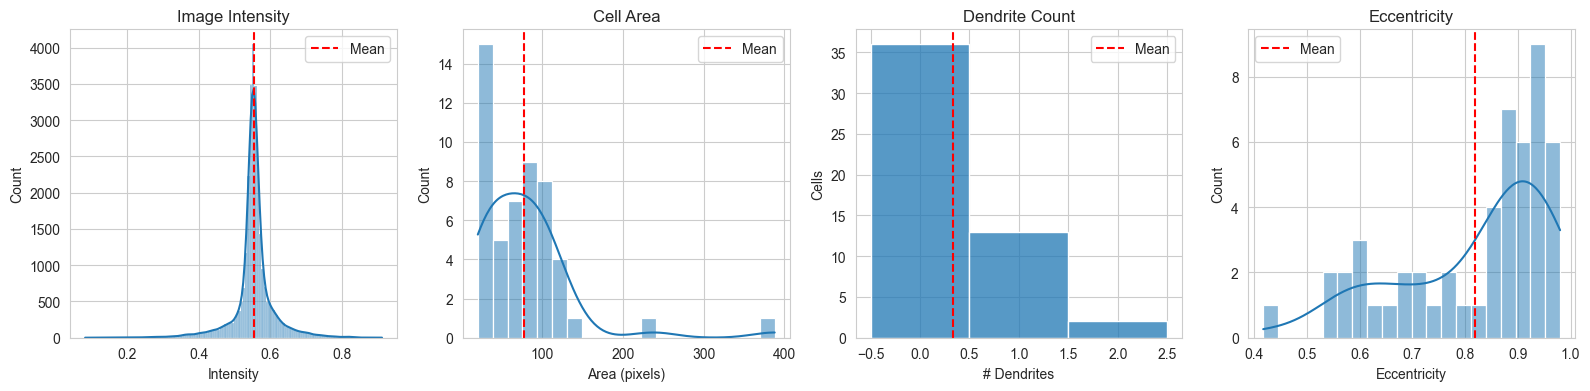 Image Intensity
Mean
4000
3500
3000
2500
2000
1500
1000
500
0
Count
0.2 0.4 0.6 0.8
Intensity
Cell Area
Mean
14
12
10
8
6
4
2
0
Count
100 200 300 400
Area (pixels)
Dendrite Count
Mean
35
30
25
20
15
10
5
0
Cells
−0.5 0.0 0.5 1.0 1.5 2.0 2.5
# Dendrites
Eccentricity
Mean
8
6
4
2
0
Count
0.4 0.5 0.6 0.7 0.8 0.9 1.0
Eccentricity